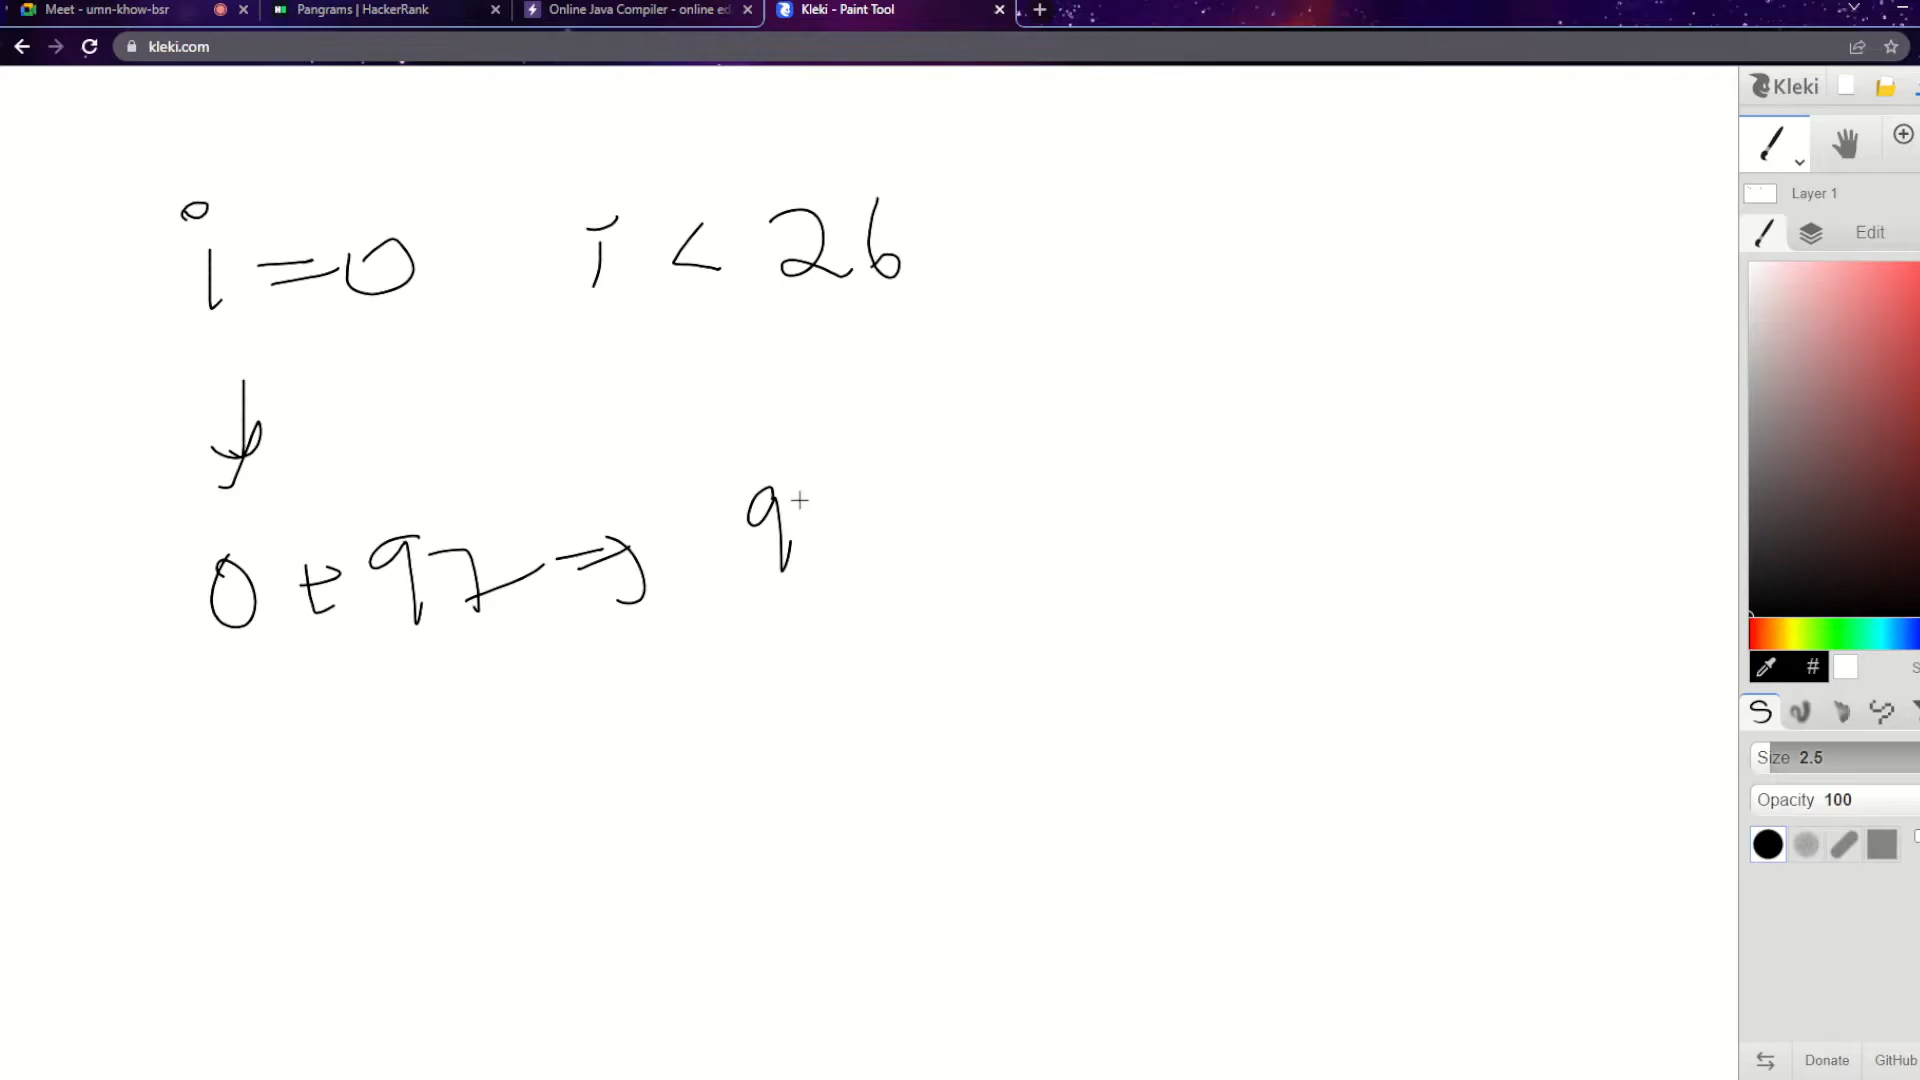 Meet - umn-khow-bsr
Pangrams | HackerRank
Online Java Compiler - online ed
Kleki - Paint Tool
kleki.com
Kleki
Layer 1
Edit
i=0 i < 26
0 + 97 ⇒ 9
#
Size 2.5
Opacity 100
Donate
GitHub